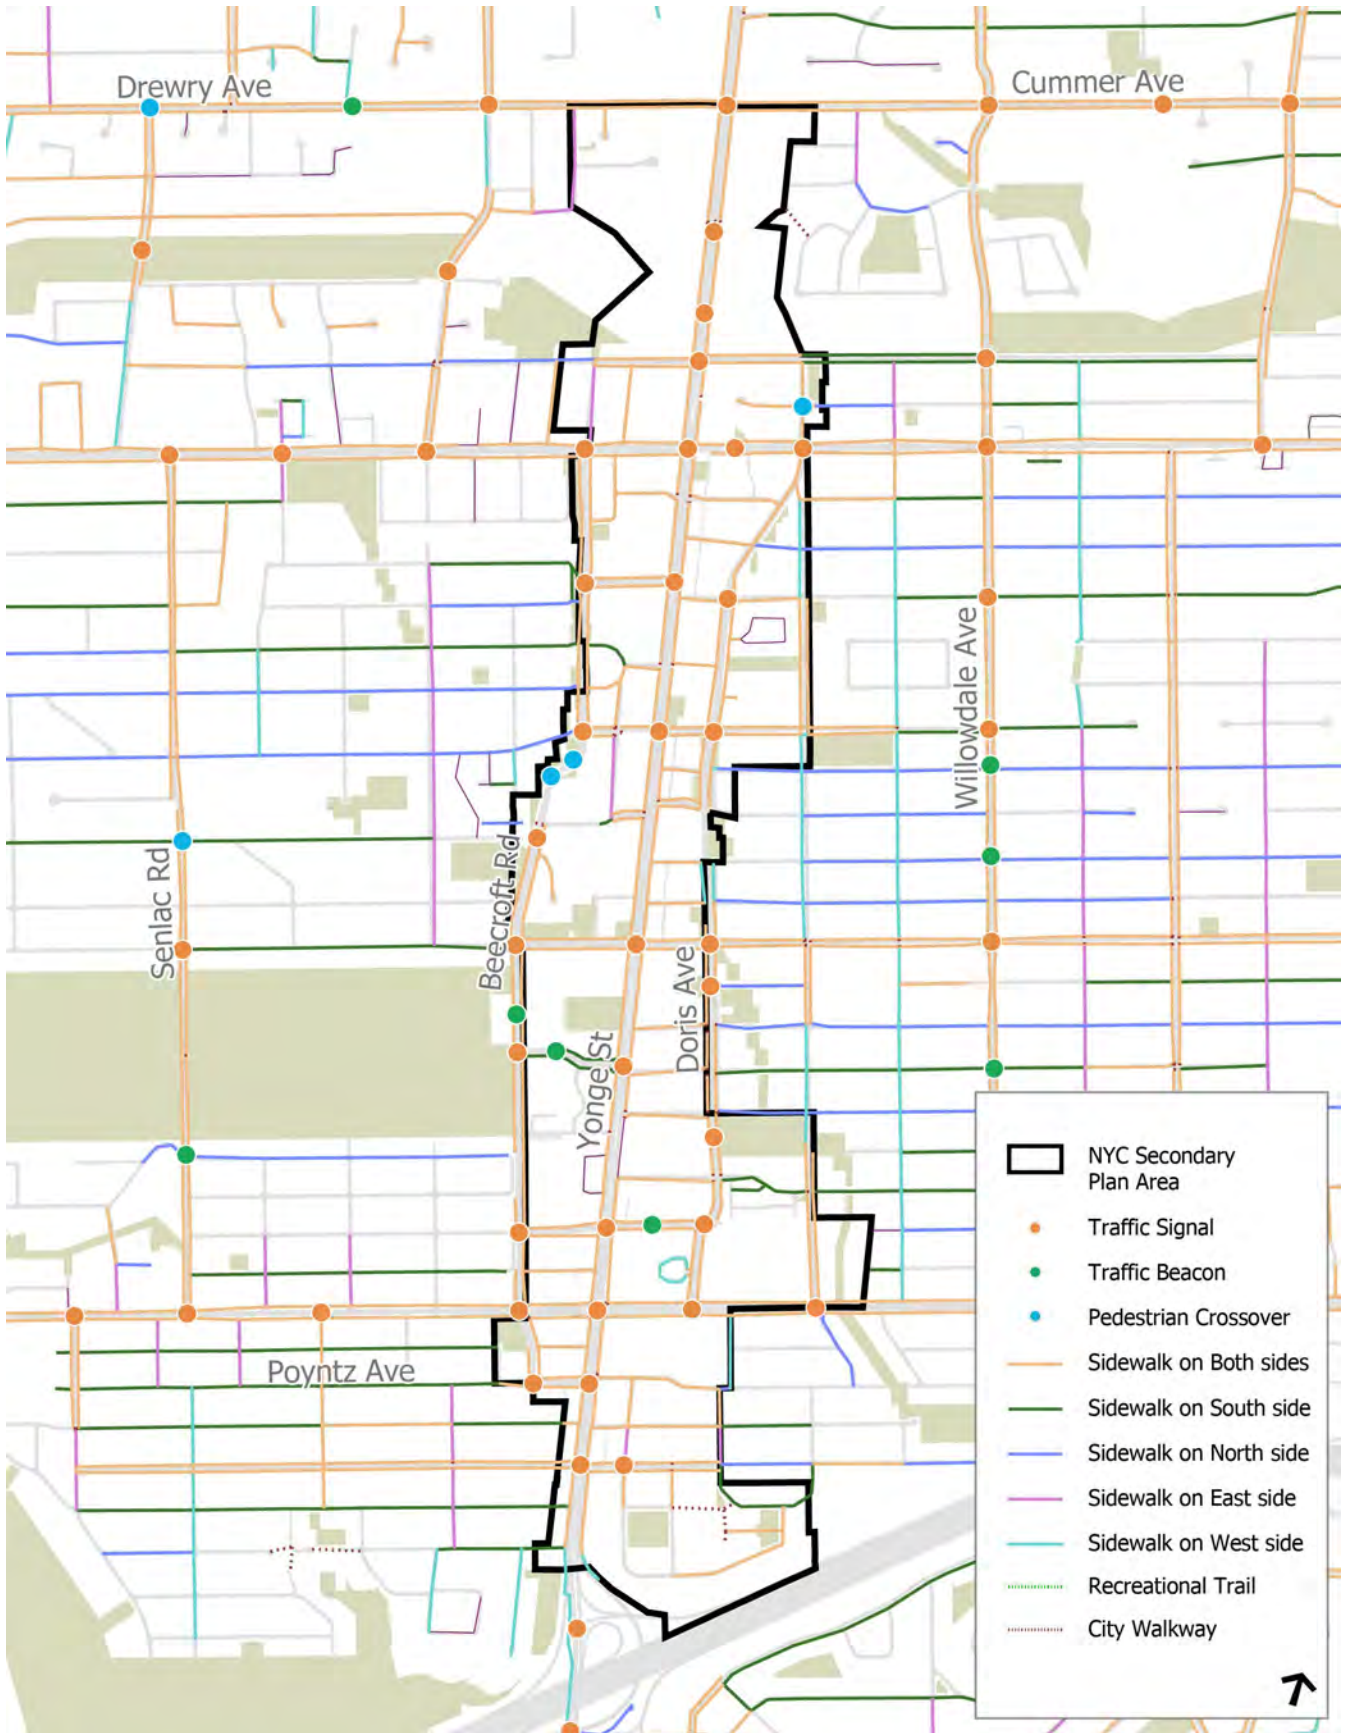 Drewry Ave
Cummer Ave
Willowdale Ave
Senlac Rd
Beecroft Rd
Doris Ave
Yonge St
Poyntz Ave
NYC Secondary
Plan Area
Traffic Signal
Traffic Beacon
Pedestrian Crossover
Sidewalk on Both sides
Sidewalk on South side
Sidewalk on North side
Sidewalk on East side
Sidewalk on West side
Recreational Trail
City Walkway